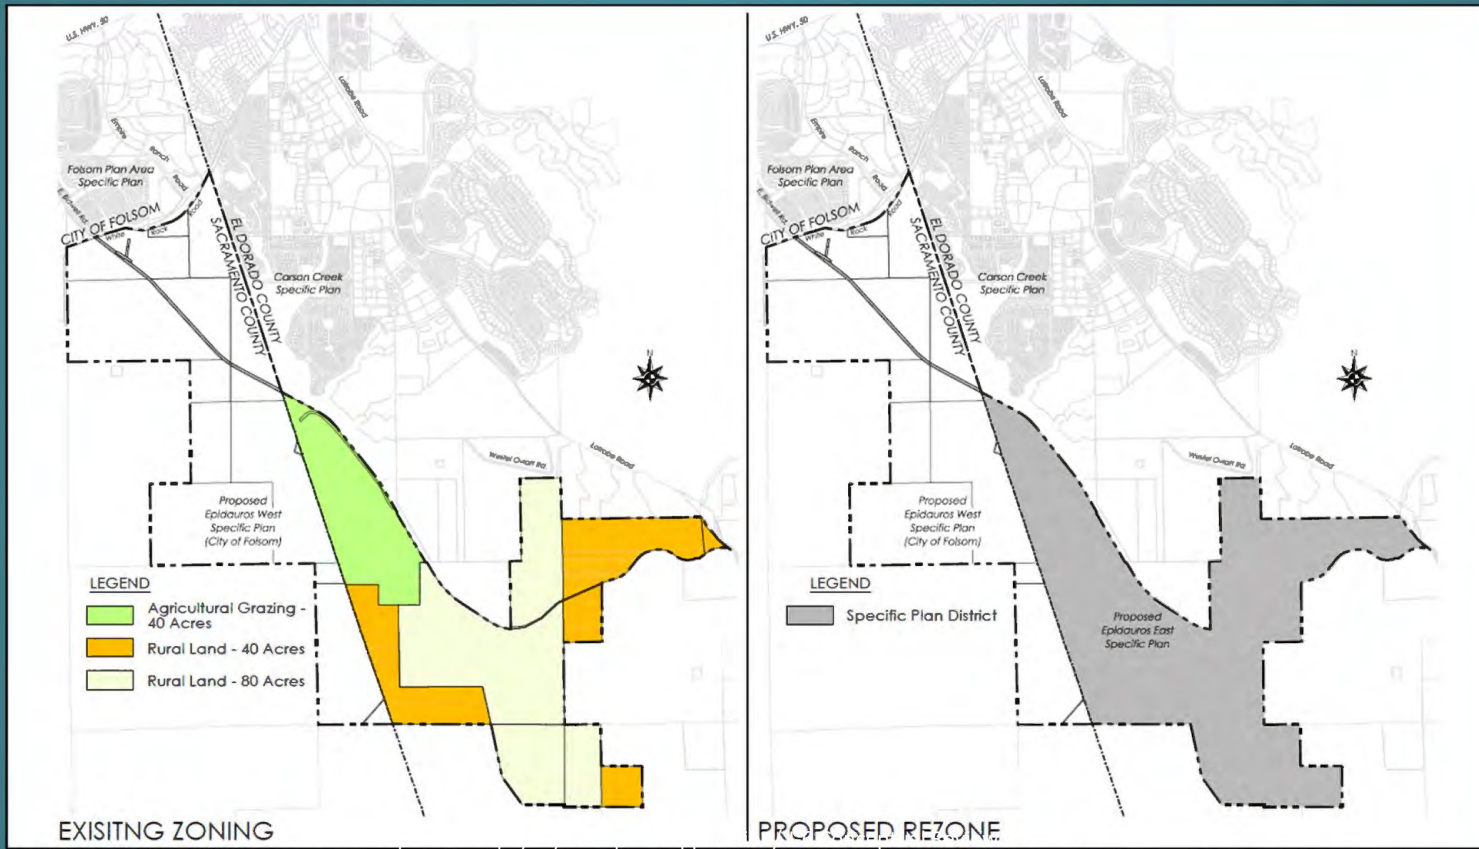 U.S. HWY. 50
Latrobe Road
Empire
Ranch
Road
Folsom Plan Area
Specific Plan
E. Bidwell Rd.
CITY OF FOLSOM
White
Rock
Road
EL DORADO COUNTY
SACRAMENTO COUNTY
Carson Creek
Specific Plan
N
Wetsel Oviatt Rd
Latrobe Road
Proposed
Epidauros West
Specific Plan
(City of Folsom)
LEGEND
Agricultural Grazing -
40 Acres
Rural Land - 40 Acres
Rural Land - 80 Acres
EXISITNG ZONING
U.S. HWY. 50
Latrobe Road
Empire
Ranch
Road
Folsom Plan Area
Specific Plan
E. Bidwell Rd.
CITY OF FOLSOM
White
Rock
Road
EL DORADO COUNTY
SACRAMENTO COUNTY
Carson Creek
Specific Plan
N
Wetsel Oviatt Rd
Latrobe Road
Proposed
Epidauros West
Specific Plan
(City of Folsom)
LEGEND
Specific Plan District
Proposed
Epidauros East
Specific Plan
PROPOSED REZONE